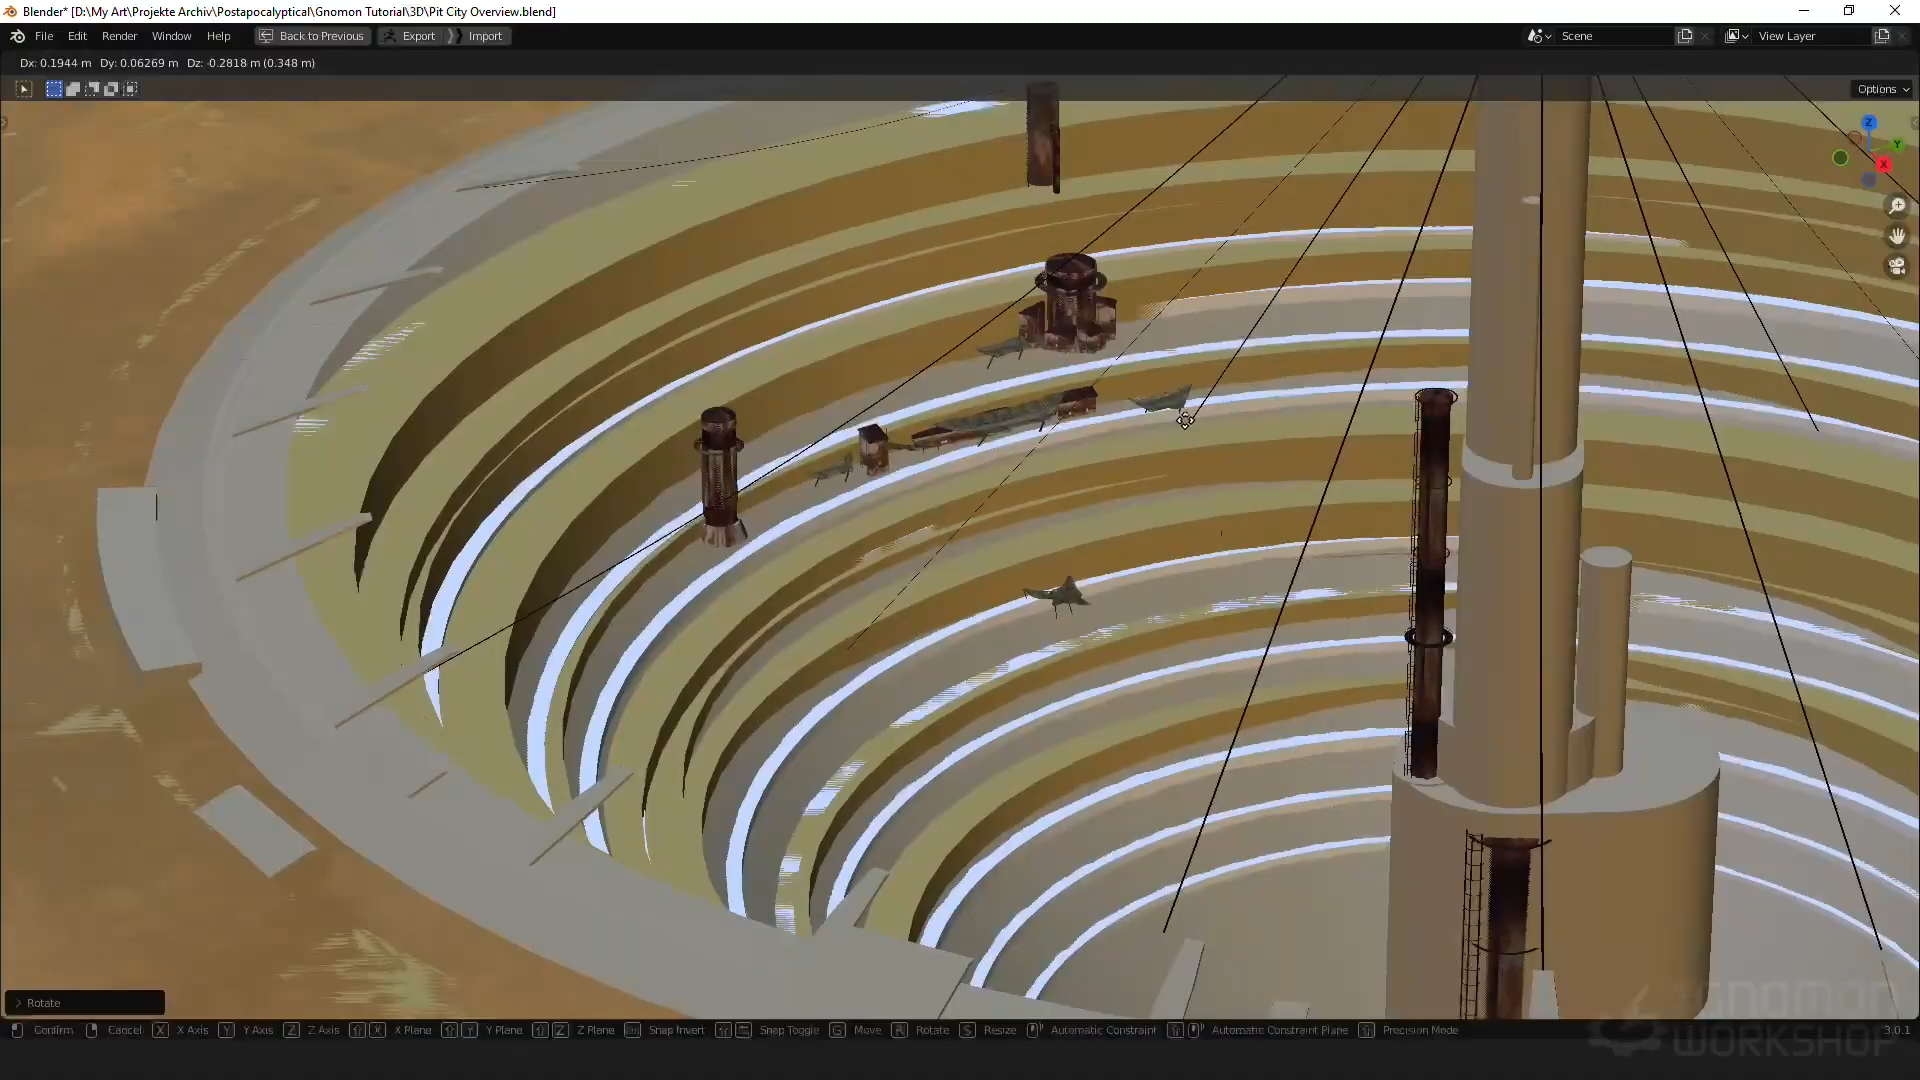 Blender* [D:\My Art\Projekte Archiv\Postapocalyptical\Gnomon Tutorial\3D\Pit City Overview.blend]
File Edit Render Window Help Back to Previous Export Import Scene View Layer
Dx: 0.1944 m Dy: 0.06269 m Dz: -0.2818 m (0.348 m)
Options
Z
Y
X
Rotate
Confirm Cancel X X Axis Y Y Axis Z Z Axis X X Plane Y Y Plane Z Z Plane Snap Invert Snap Toggle G Move R Rotate S Resize Automatic Constraint Automatic Constraint Plane Precision Mode 3.0.1
GNOMON
WORKSHOP